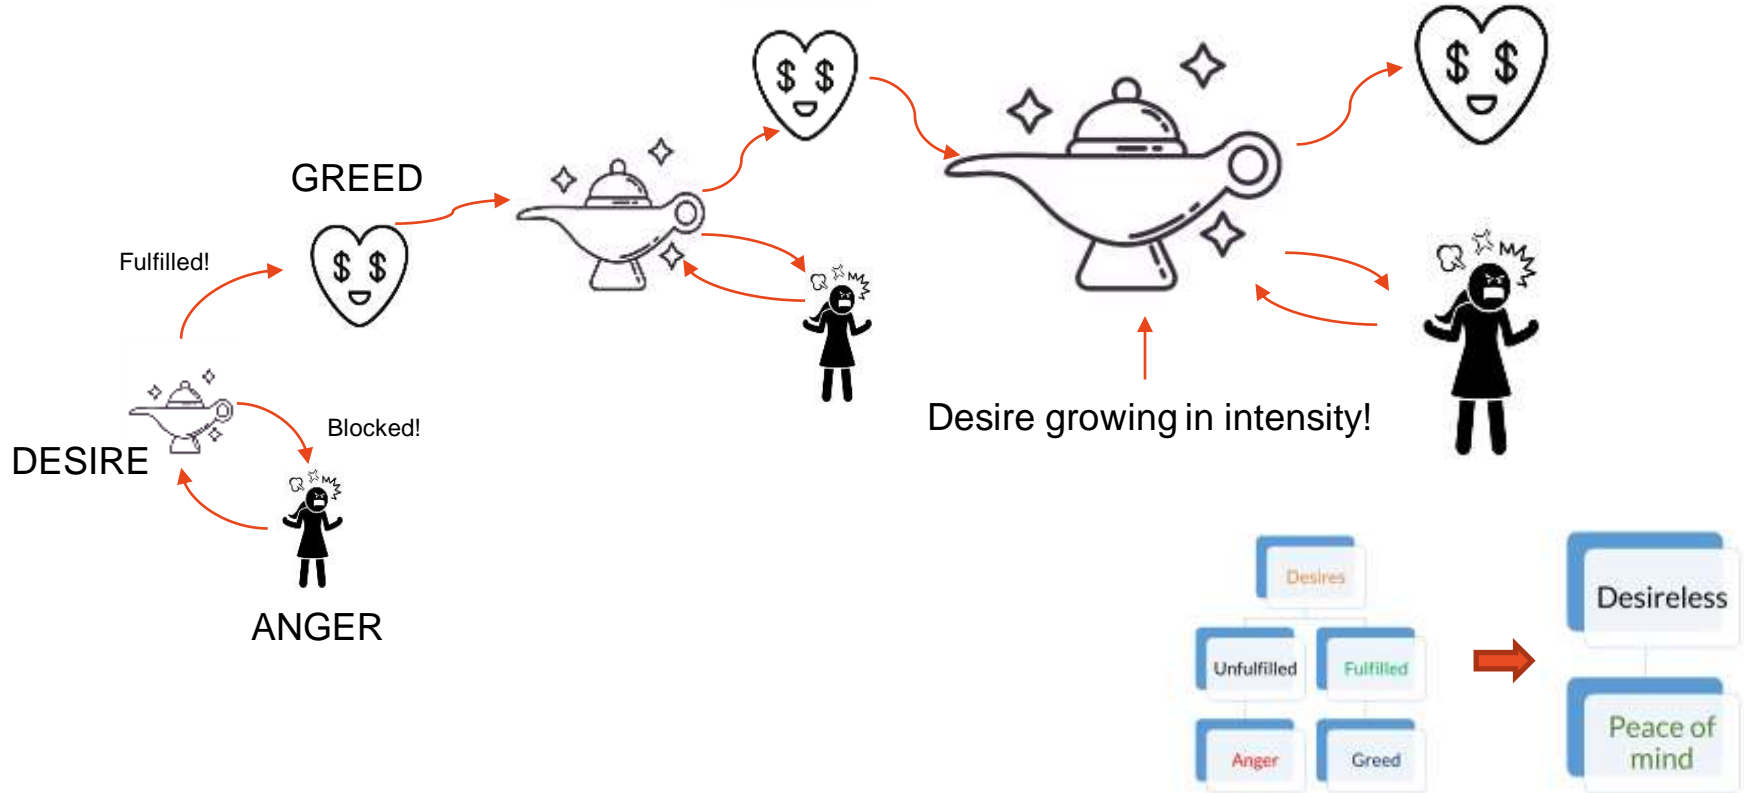 GREED
Fulfilled!
$ $
$ $
$ $
Blocked!
DESIRE
ANGER
Desire growing in intensity!
Desires
Unfulfilled
Fulfilled
Anger
Greed
Desireless
Peace of
mind